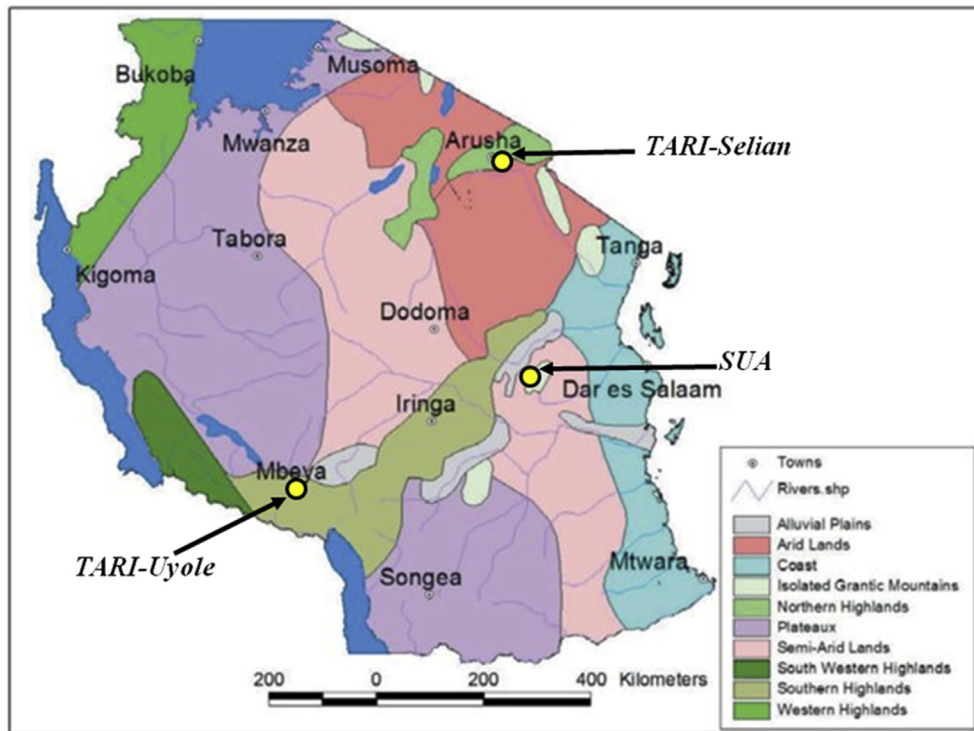 Bukoba
Musoma
Mwanza
Arusha
TARI-Selian
Tabora
Tanga
Kigoma
Dodoma
SUA
Dar es Salaam
Iringa
Mbeya
TARI-Uyole
Songea
Mtwara
200 0 200 400 Kilometers
Towns
Rivers.shp
Alluvial Plains
Arid Lands
Coast
Isolated Grantic Mountains
Northern Highlands
Plateaux
Semi-Arid Lands
South Western Highlands
Southern Highlands
Western Highlands